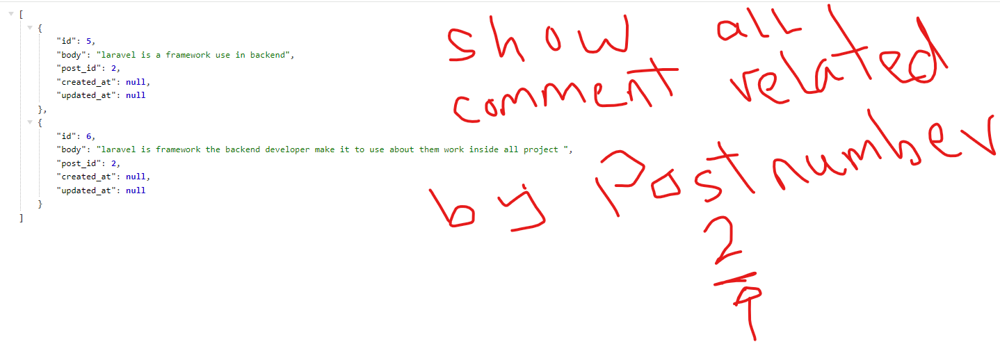 [
{
"id": 5,
"body": "laravel is a framework use in backend",
"post_id": 2,
"created_at": null,
"updated_at": null
},
{
"id": 6,
"body": "laravel is framework the backend developer make it to use about them work inside all project ",
"post_id": 2,
"created_at": null,
"updated_at": null
}
]
show all
comment related
by Post number
2